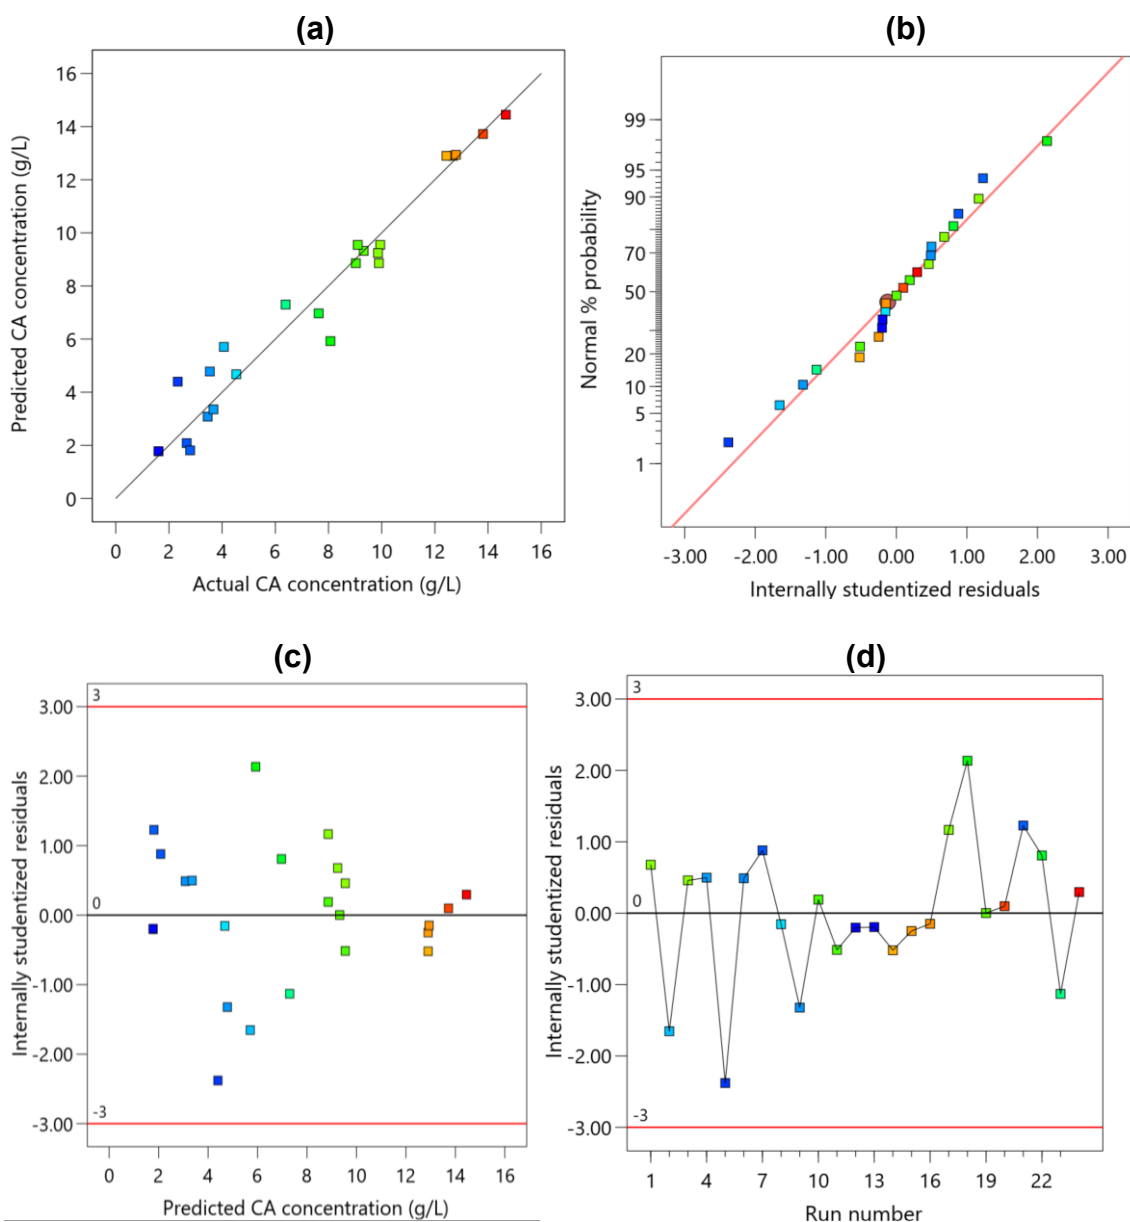 (a)
16
14
12
10
8
6
4
2
0
0 2 4 6 8 10 12 14 16
Predicted CA concentration (g/L)
Actual CA concentration (g/L)
(b)
99
95
90
70
50
20
10
5
1
-3.00 -2.00 -1.00 0.00 1.00 2.00 3.00
Normal % probability
Internally studentized residuals
(c)
3.00
2.00
1.00
0.00
-1.00
-2.00
-3.00
3
0
-3
0 2 4 6 8 10 12 14 16
Internally studentized residuals
Predicted CA concentration (g/L)
(d)
3.00
2.00
1.00
0.00
-1.00
-2.00
-3.00
3
0
-3
1 4 7 10 13 16 19 22
Internally studentized residuals
Run number